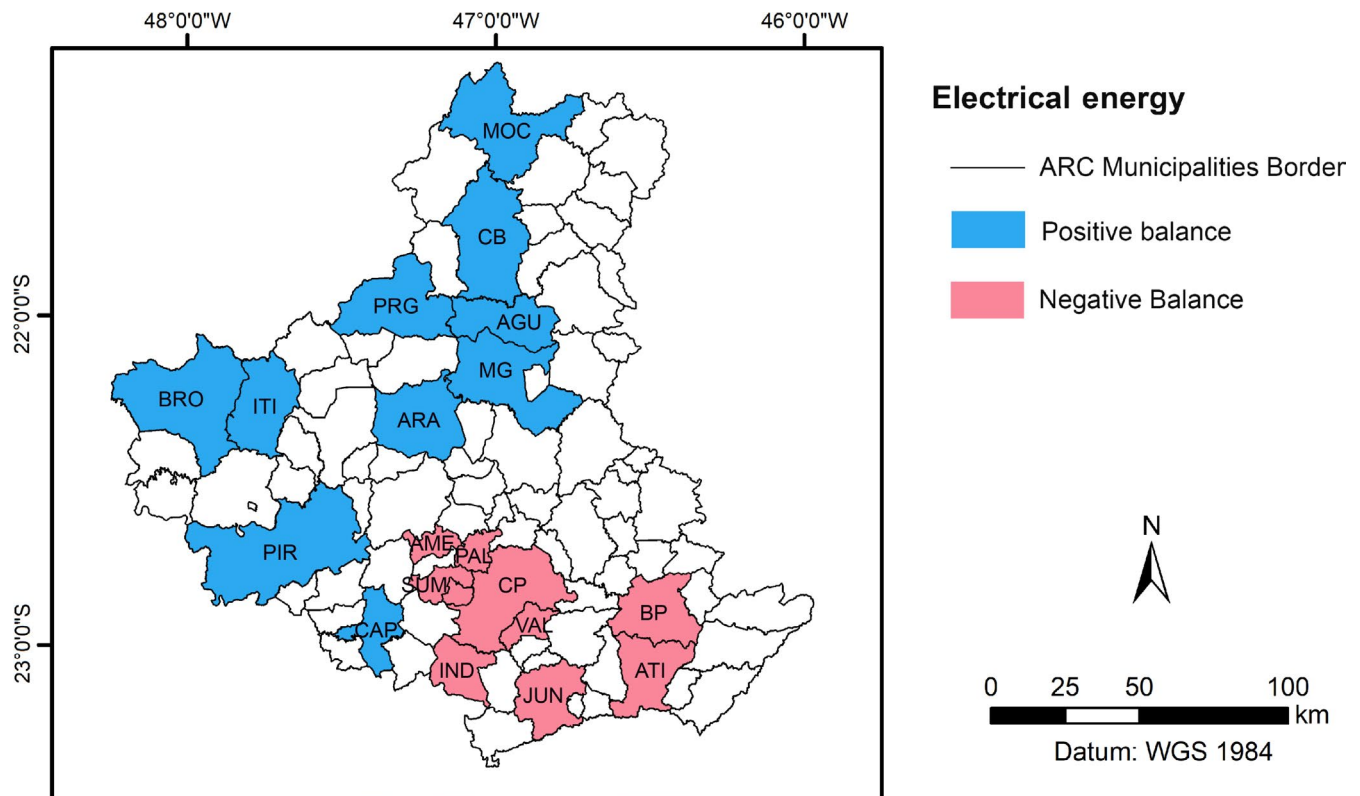 48°0'0"W 47°0'0"W 46°0'0"W
22°0'0"S
23°0'0"S
MOC
CB
PRG
AGU
MG
BRO
ITI
ARA
PIR
AME
PAL
SUM
CP
CAP
VAL
BP
IND
JUN
ATI
Electrical energy
ARC Municipalities Border
Positive balance
Negative Balance
N
0 25 50 100
km
Datum: WGS 1984